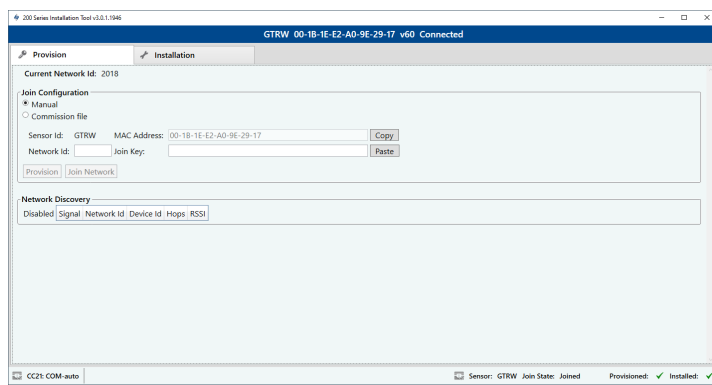 200 Series Installation Tool v3.0.1.1946
GTRW 00-1B-1E-E2-A0-9E-29-17 v60 Connected
Provision Installation
Current Network Id: 2018
Join Configuration
Manual
Commission file
Sensor Id: GTRW MAC Address: 00-1B-1E-E2-A0-9E-29-17 Copy
Network Id: Join Key: Paste
Provision Join Network
Network Discovery
Disabled Signal Network Id Device Id Hops RSSI
CC21: COM-auto Sensor: GTRW Join State: Joined Provisioned: ✓ Installed: ✓